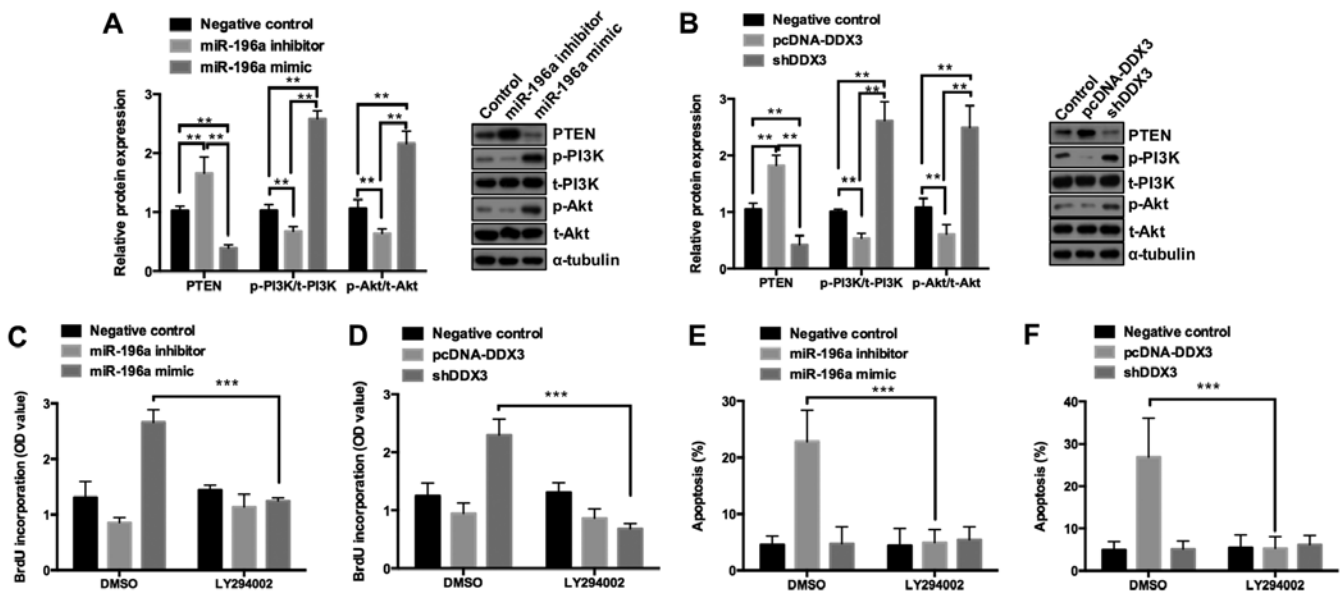 A
Negative control
miR-196a inhibitor
miR-196a mimic
Relative protein expression
3
2
1
0
**
**
**
**
**
**
**
**
**
PTEN
p-PI3K/t-PI3K
p-Akt/t-Akt
Control
miR-196a inhibitor
miR-196a mimic
PTEN
p-PI3K
t-PI3K
p-Akt
t-Akt
α-tubulin
B
Negative control
pcDNA-DDX3
shDDX3
Relative protein expression
3
2
1
0
**
**
**
**
**
**
**
**
**
PTEN
p-PI3K/t-PI3K
p-Akt/t-Akt
Control
pcDNA-DDX3
shDDX3
PTEN
p-PI3K
t-PI3K
p-Akt
t-Akt
α-tubulin
C
Negative control
miR-196a inhibitor
miR-196a mimic
BrdU incorporation (OD value)
3
2
1
0
***
DMSO
LY294002
D
Negative control
pcDNA-DDX3
shDDX3
BrdU incorporation (OD value)
3
2
1
0
***
DMSO
LY294002
E
Negative control
miR-196a inhibitor
miR-196a mimic
Apoptosis (%)
30
20
10
0
***
DMSO
LY294002
F
Negative control
pcDNA-DDX3
shDDX3
Apoptosis (%)
40
30
20
10
0
***
DMSO
LY294002